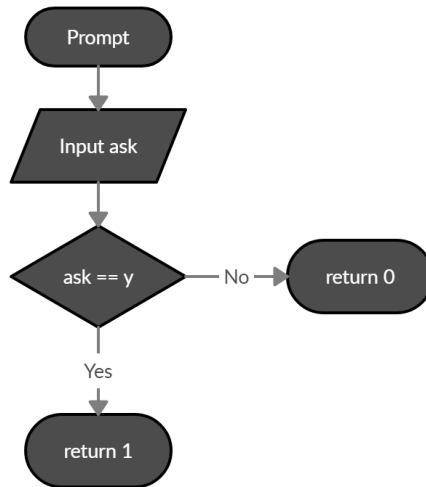 Prompt
Input ask
ask == y
No
return 0
Yes
return 1